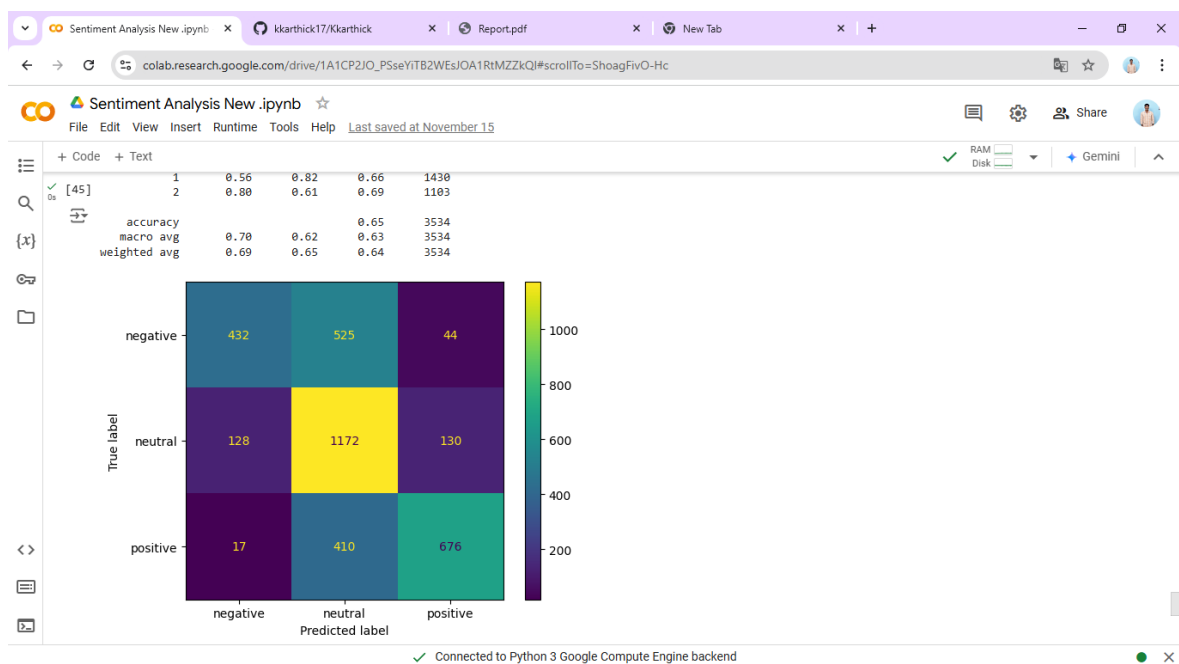 Sentiment Analysis New .ipynb
kkarthick17/Kkarthick
Report.pdf
New Tab
colab.research.google.com/drive/1A1CP2JO_PSseYiTB2WEsJOA1RtMZZkQI#scrollTo=ShoagFivO-Hc
CO Sentiment Analysis New .ipynb
File Edit View Insert Runtime Tools Help Last saved at November 15
Share
+ Code + Text
RAM
Disk
Gemini
[45]
0s
{x}
1 0.56 0.82 0.66 1430
2 0.80 0.61 0.69 1103
accuracy 0.65 3534
macro avg 0.70 0.62 0.63 3534
weighted avg 0.69 0.65 0.64 3534
True label
negative 432 525 44
neutral 128 1172 130
positive 17 410 676
negative neutral positive
Predicted label
1000
800
600
400
200
Connected to Python 3 Google Compute Engine backend